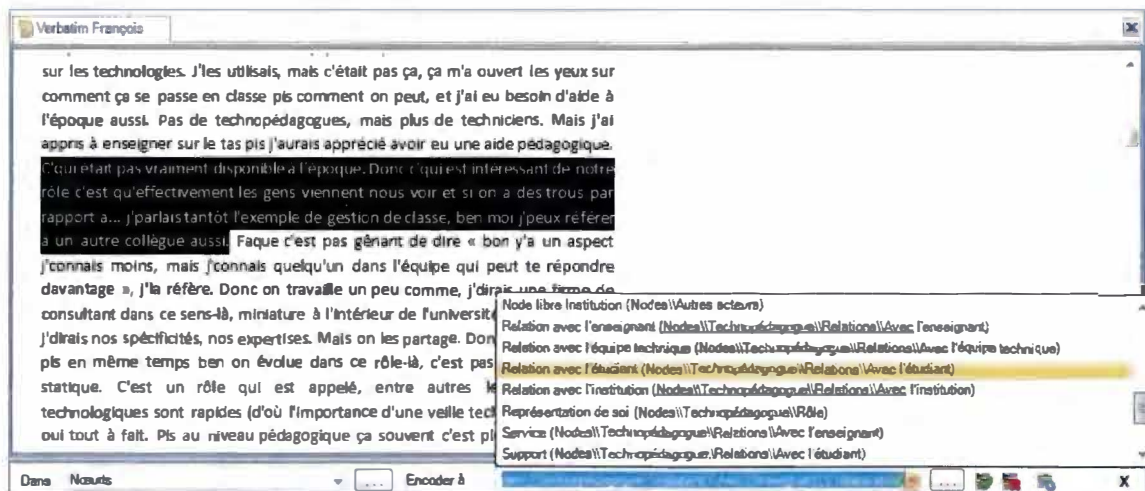 Verbatim François
sur les technologies. J'les utilisais, mais c'était pas ça, ça m'a ouvert les yeux sur
comment ça se passe en classe pis comment on peut, et j'ai eu besoin d'aide à
l'époque aussi. Pas de technopédagogues, mais plus de techniciens. Mais j'ai
appris à enseigner sur le tas pis j'aurais apprécié avoir eu une aide pédagogique.
C'qui était pas vraiment disponible à l'époque. Donc c'qui est intéressant de notre
rôle c'est qu'effectivement les gens viennent nous voir et si on a des trous par
rapport à... j'parlais tantôt l'exemple de gestion de classe, ben moi j'peux référer
à un autre collègue aussi. Faque c'est pas gênant de dire « bon y'a un aspect
j'connais moins, mais j'connais quelqu'un dans l'équipe qui peut te répondre
davantage », j'la réfère. Donc on travaille un peu comme, j'dirais une firme de
consultant dans ce sens-là, miniature à l'intérieur de l'universit
j'dirais nos spécificités, nos expertises. Mais on les partage. Don
pis en même temps ben on évolue dans ce rôle-là, c'est pas
statique. C'est un rôle qui est appelé, entre autres le
technologiques sont rapides (d'où l'importance d'une veille tec
oui tout à fait. Pis au niveau pédagogique ça souvent c'est pl
Node libre Institution (Nodes\\Autres acteurs)
Relation avec l'enseignant (Nodes\\Technopédagogue\\Relations\\Avec l'enseignant)
Relation avec l'équipe technique (Nodes\\Technopédagogue\\Relations\\Avec l'équipe technique)
Relation avec l'étudiant (Nodes\\Technopédagogue\\Relations\\Avec l'étudiant)
Relation avec l'institution (Nodes\\Technopédagogue\\Relations\\Avec l'institution)
Représentation de soi (Nodes\\Technopédagogue\\Rôle)
Service (Nodes\\Technopédagogue\\Relations\\Avec l'enseignant)
Support (Nodes\\Technopédagogue\\Relations\\Avec l'étudiant)
Dans Nœuds ... Encoder à ... X